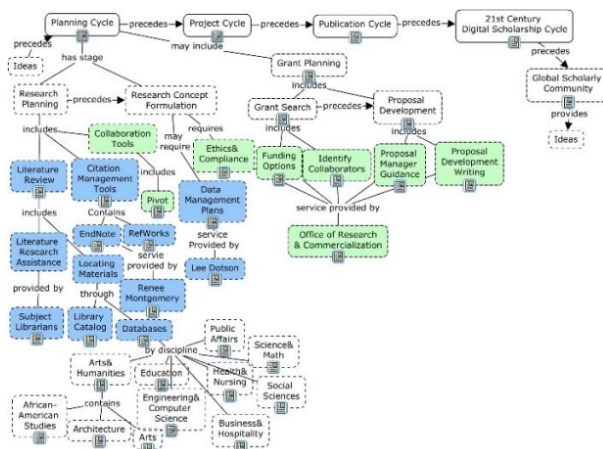 Planning Cycle
precedes
Project Cycle
precedes
Publication Cycle
precedes
21st Century
Digital Scholarship Cycle
precedes
Ideas
has stage
may include
precedes
Grant Planning
Global Scholarly
Community
includes
provides
Ideas
Research
Planning
precedes
Research Concept
Formulation
Grant Search
precedes
Proposal
Development
includes
may
require
requires
includes
includes
Collaboration
Tools
Ethics&
Compliance
Funding
Options
Identify
Collaborators
Proposal
Manager
Guidance
Proposal
Development
Writing
Literature
Review
Citation
Management
Tools
includes
Pivot
Data
Management
Plans
service provided by
includes
Contains
EndNote
RefWorks
service
Provided by
Office of Research
& Commercialization
Literature
Research
Assistance
Locating
Materials
servie
provided by
Lee Dotson
provided by
through
Renee
Montgomery
Subject
Librarians
Library
Catalog
Databases
by discipline
Public
Affairs
Science&
Math
Arts&
Humanities
Education
Health&
Nursing
Social
Sciences
African-
American
Studies
contains
Engineering&
Computer
Science
Architecture
Arts
Business&
Hospitality